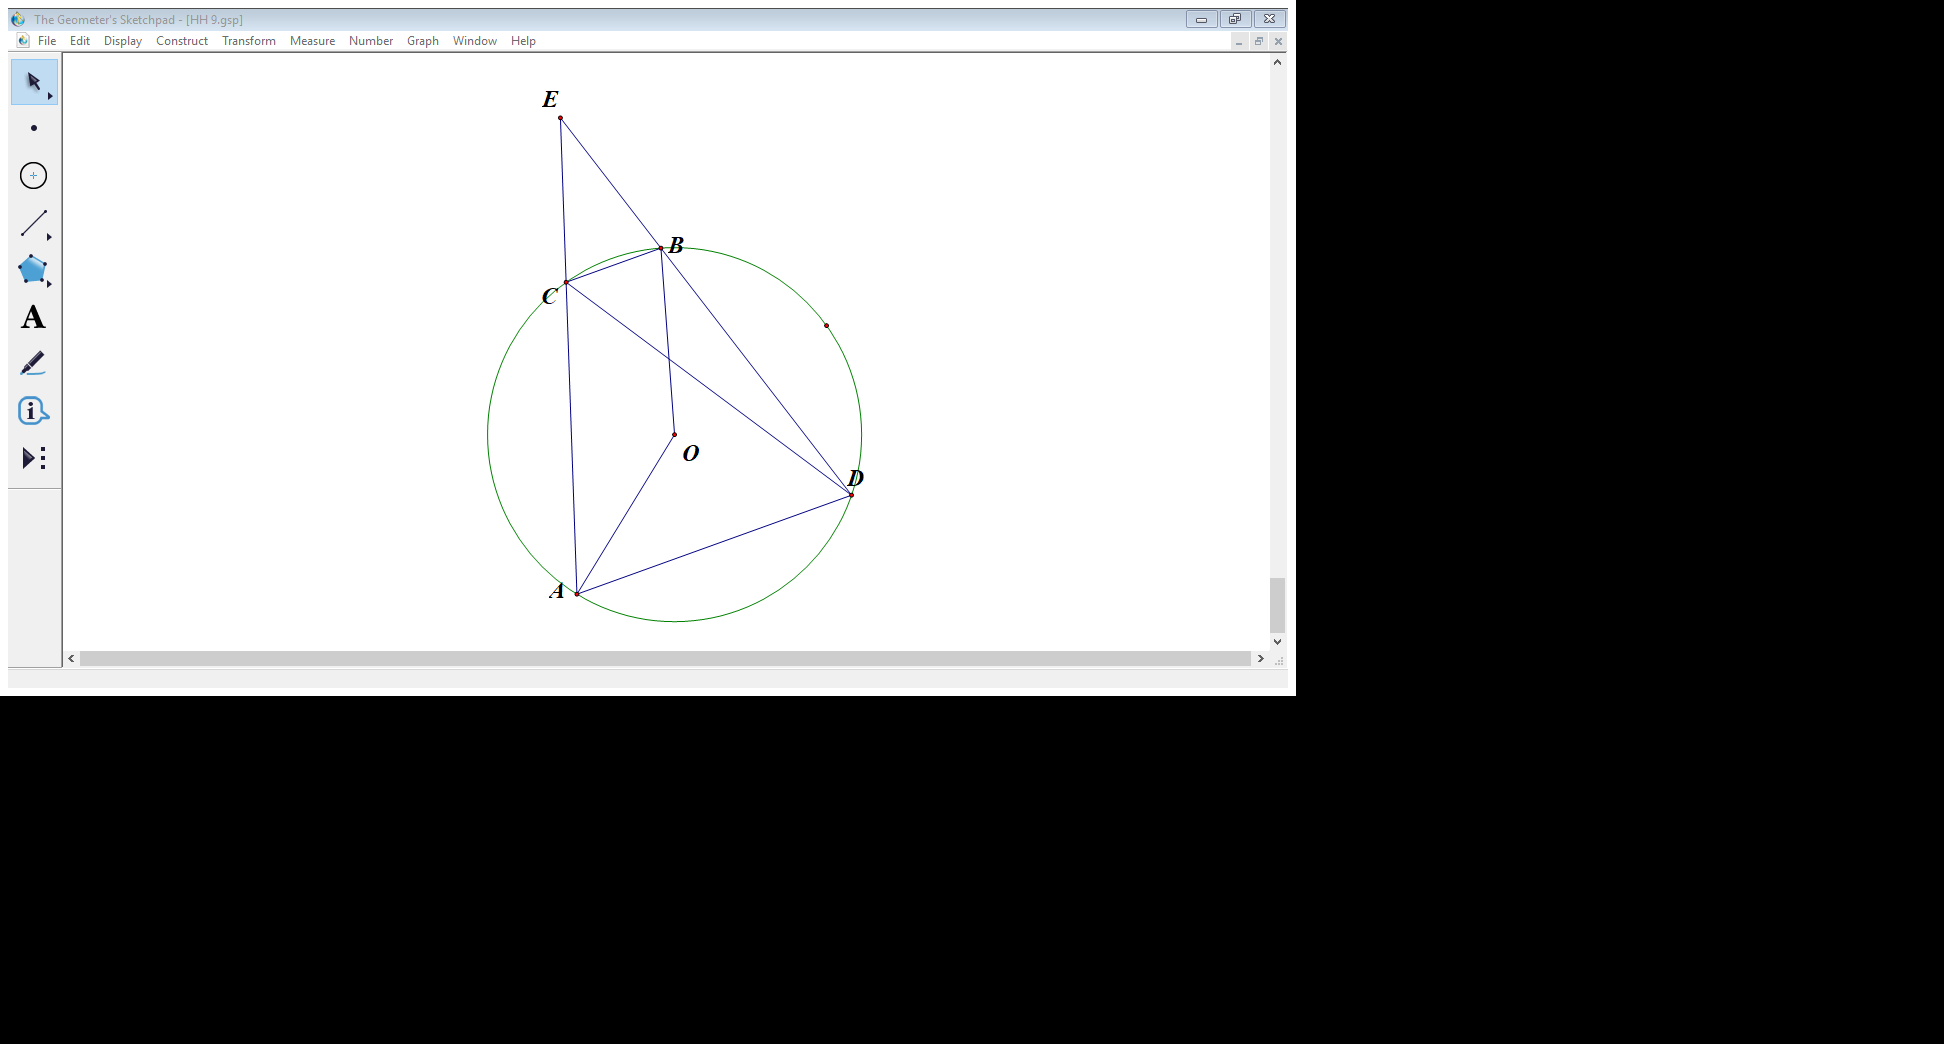 The Geometer's Sketchpad - [HH 9.gsp]
File Edit Display Construct Transform Measure Number Graph Window Help
E
B
C
O
D
A
A